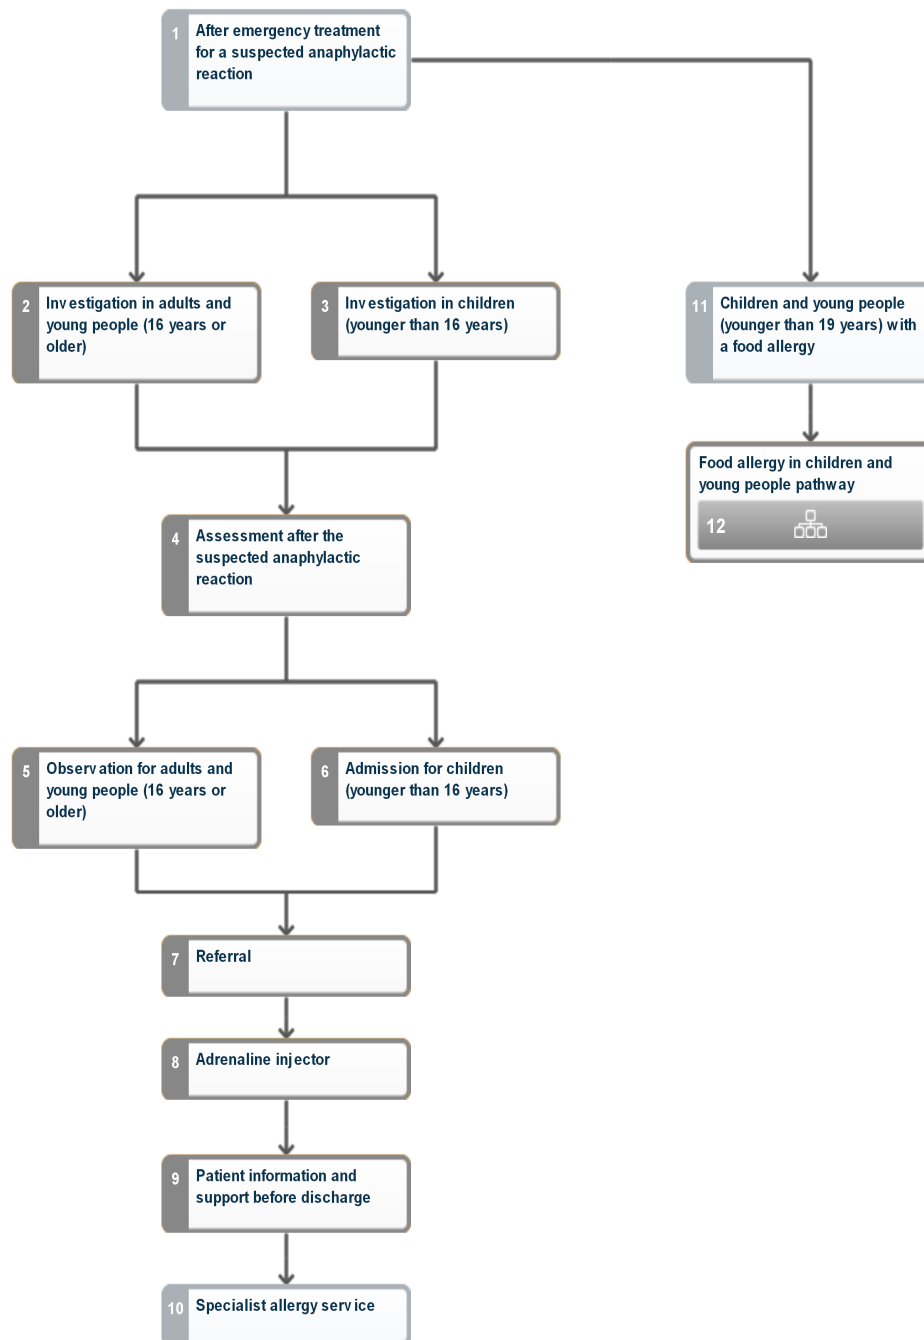 1
After emergency treatment
for a suspected anaphylactic
reaction
2
Investigation in adults and
young people (16 years or
older)
3
Investigation in children
(younger than 16 years)
11
Children and young people
(younger than 19 years) with
a food allergy
Food allergy in children and
young people pathway
12
4
Assessment after the
suspected anaphylactic
reaction
5
Observation for adults and
young people (16 years or
older)
6
Admission for children
(younger than 16 years)
7
Referral
8
Adrenaline injector
9
Patient information and
support before discharge
10
Specialist allergy service